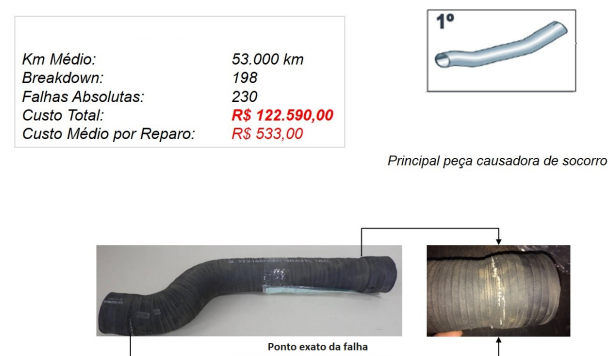 1º
Km Médio: 53.000 km
Breakdown: 198
Falhas Absolutas: 230
Custo Total: R$ 122.590,00
Custo Médio por Reparo: R$ 533,00
Principal peça causadora de socorro
Ponto exato da falha